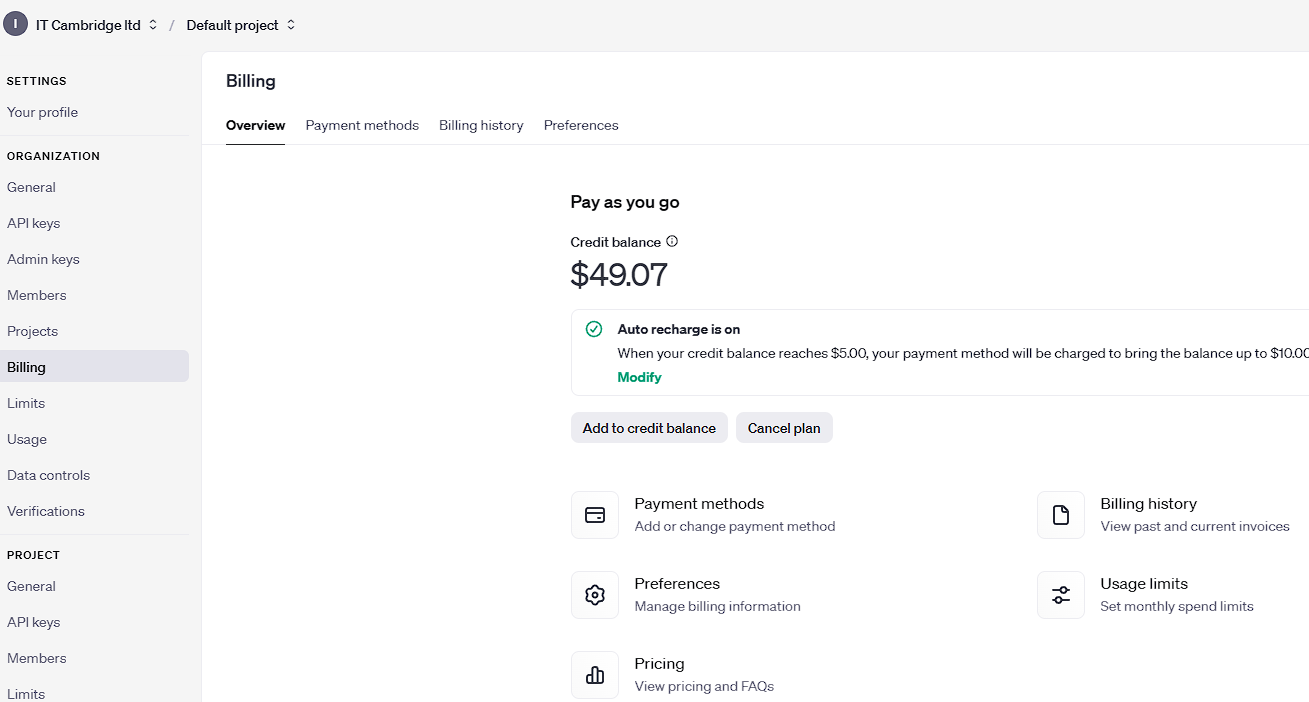 I IT Cambridge ltd / Default project
SETTINGS
Your profile
ORGANIZATION
General
API keys
Admin keys
Members
Projects
Billing
Limits
Usage
Data controls
Verifications
PROJECT
General
API keys
Members
Limits
Billing
Overview Payment methods Billing history Preferences
Pay as you go
Credit balance
$49.07
Auto recharge is on
When your credit balance reaches $5.00, your payment method will be charged to bring the balance up to $10.00
Modify
Add to credit balance Cancel plan
Payment methods
Add or change payment method
Billing history
View past and current invoices
Preferences
Manage billing information
Usage limits
Set monthly spend limits
Pricing
View pricing and FAQs